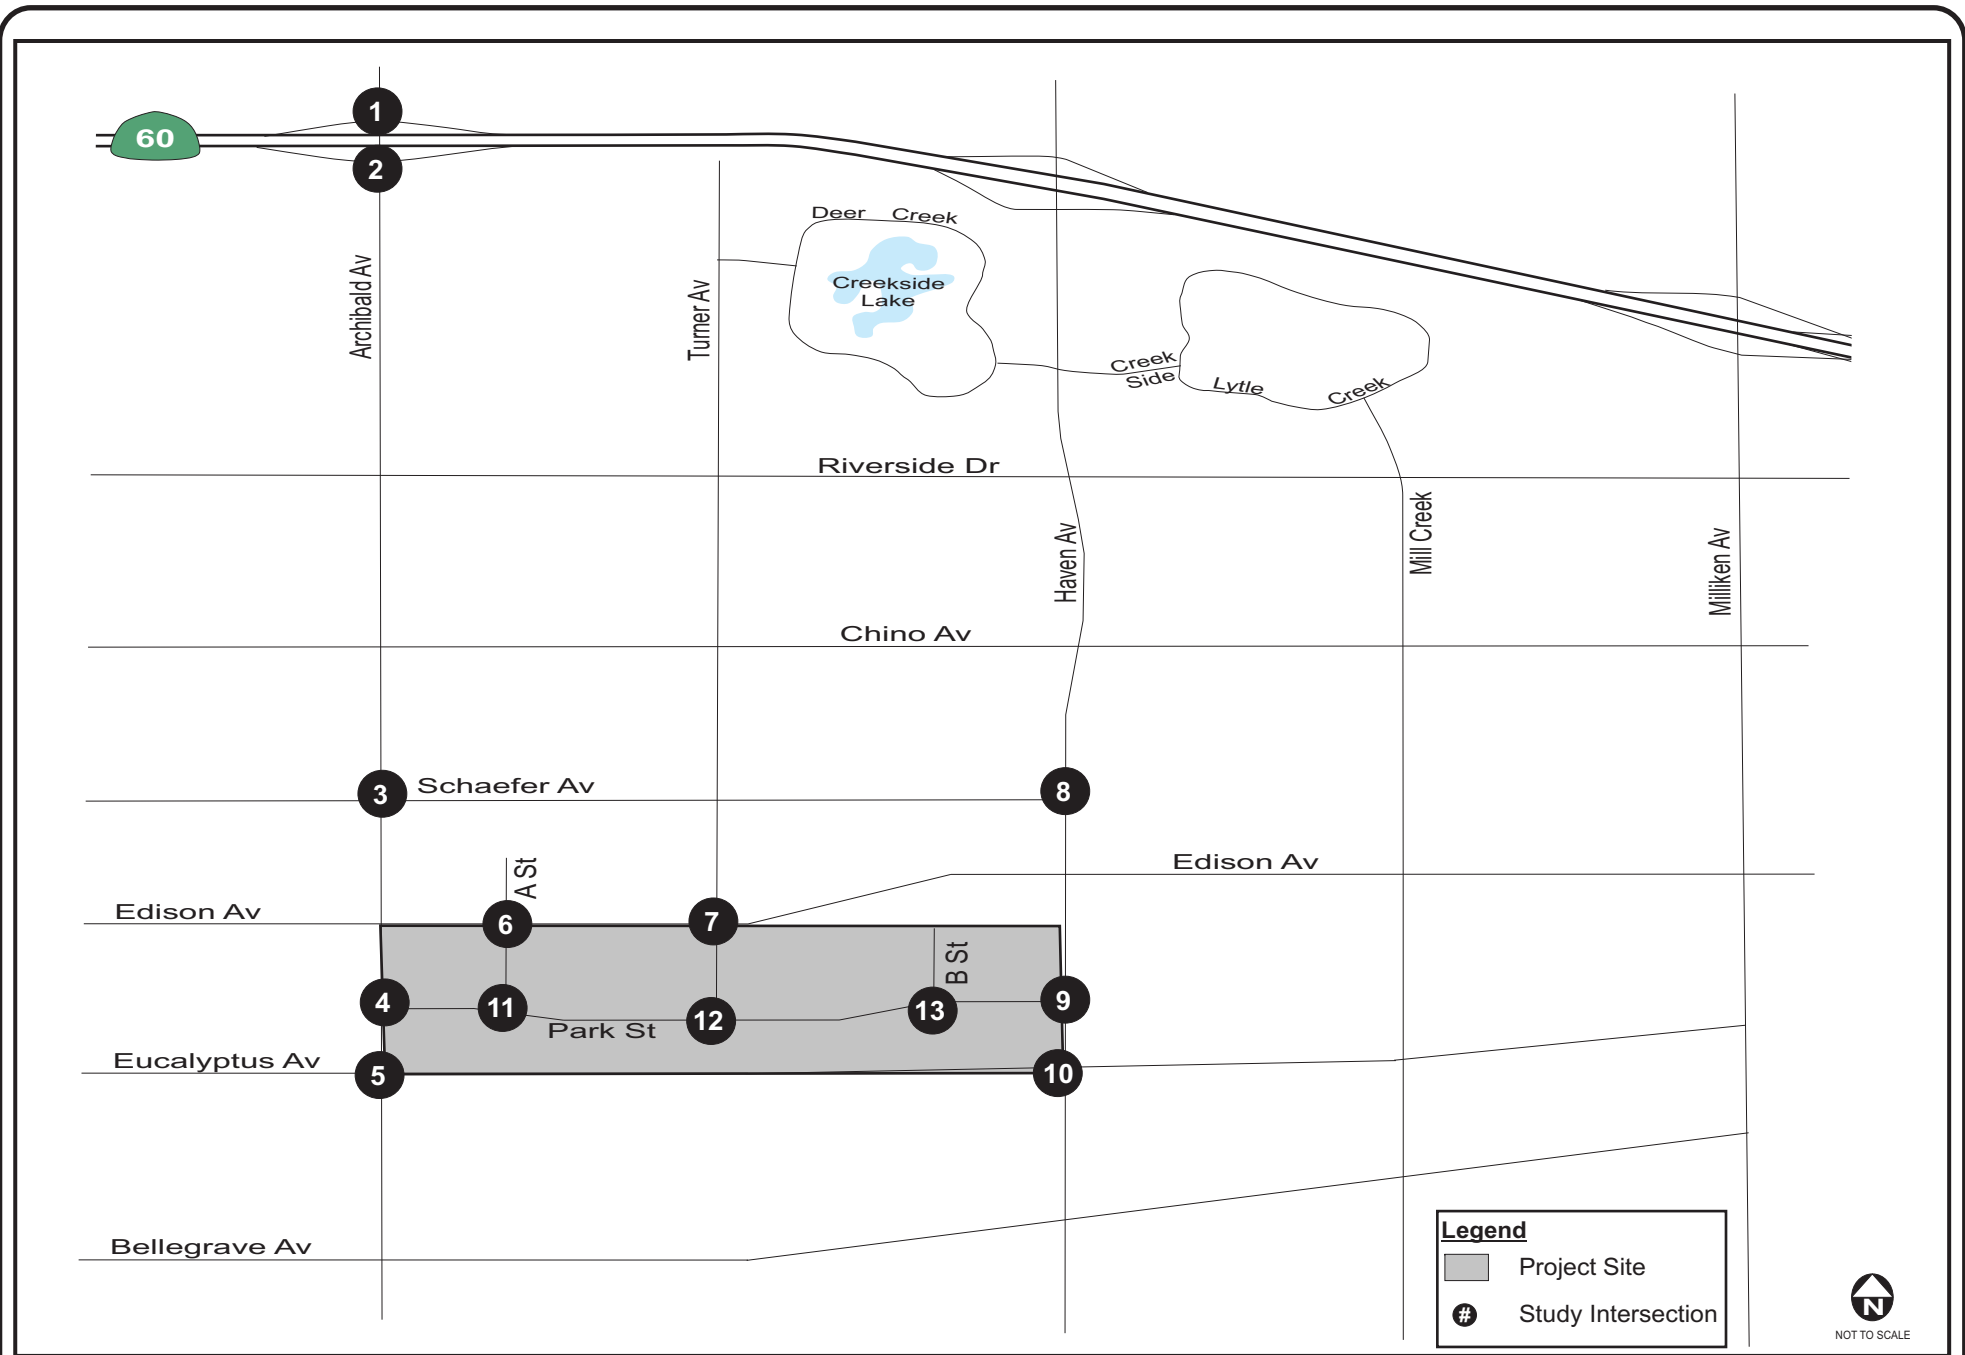 1
60
2
Deer Creek
Creekside
Lake
Archibald Av
Turner Av
Creek
Side
Lytle Creek
Riverside Dr
Haven Av
Mill Creek
Milliken Av
Chino Av
3
Schaefer Av
8
A St
Edison Av
Edison Av
6
7
B St
4
11
Park St
12
13
9
Eucalyptus Av
5
10
Bellegrave Av
Legend
Project Site
# Study Intersection
N
NOT TO SCALE